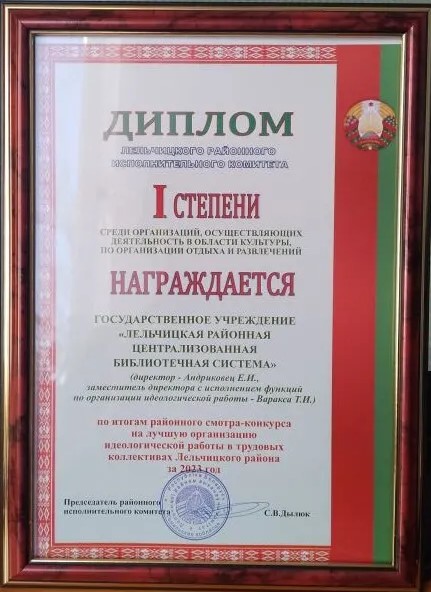 ДИПЛОМ
ЛЕЛЬЧИЦКОГО РАЙОННОГО
ИСПОЛНИТЕЛЬНОГО КОМИТЕТА
I СТЕПЕНИ
СРЕДИ ОРГАНИЗАЦИЙ, ОСУЩЕСТВЛЯЮЩИХ
ДЕЯТЕЛЬНОСТЬ В ОБЛАСТИ КУЛЬТУРЫ,
ПО ОРГАНИЗАЦИИ ОТДЫХА И РАЗВЛЕЧЕНИЙ
НАГРАЖДАЕТСЯ
ГОСУДАРСТВЕННОЕ УЧРЕЖДЕНИЕ
«ЛЕЛЬЧИЦКАЯ РАЙОННАЯ
ЦЕНТРАЛИЗОВАННАЯ
БИБЛИОТЕЧНАЯ СИСТЕМА»
(директор - Андриковец Е.И.,
заместитель директора с исполнением функций
по организации идеологической работы -Варакса Т.И.)
по итогам районного смотра-конкурса
на лучшую организацию
идеологической работы в трудовых
коллективах Лельчицкого района
за 2023 год
Председатель районного
исполнительного комитета
С.В.Дылюк